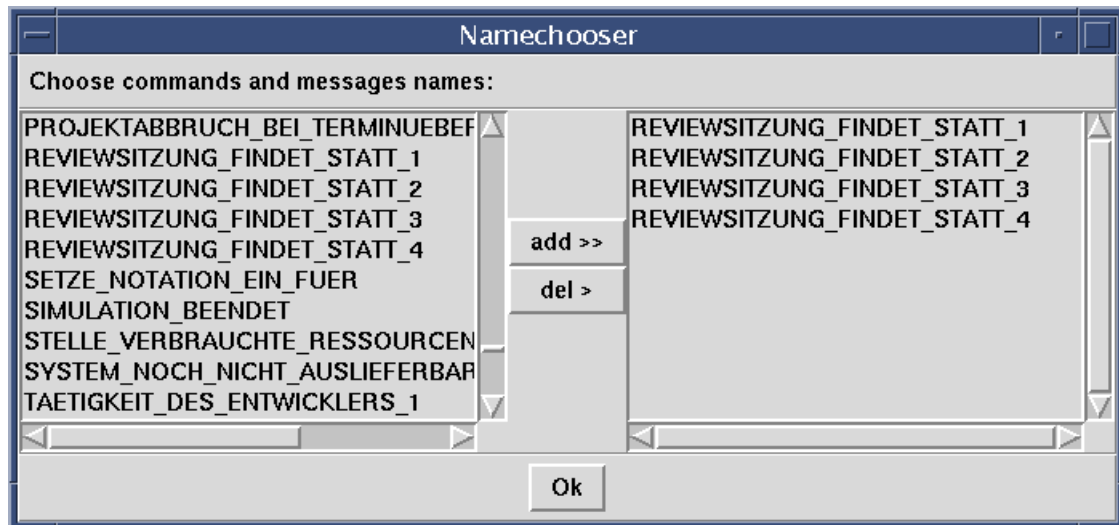 Namechooser
Choose commands and messages names:
PROJEKTABBRUCH_BEI_TERMINUEBER
REVIEWSITZUNG_FINDET_STATT_1
REVIEWSITZUNG_FINDET_STATT_2
REVIEWSITZUNG_FINDET_STATT_3
REVIEWSITZUNG_FINDET_STATT_4
SETZE_NOTATION_EIN_FUER
SIMULATION_BEENDET
STELLE_VERBRAUCHTE_RESSOURCEN
SYSTEM_NOCH_NICHT_AUSLIEFERBAR
TAETIGKEIT_DES_ENTWICKLERS_1
add >>
del >
REVIEWSITZUNG_FINDET_STATT_1
REVIEWSITZUNG_FINDET_STATT_2
REVIEWSITZUNG_FINDET_STATT_3
REVIEWSITZUNG_FINDET_STATT_4
Ok